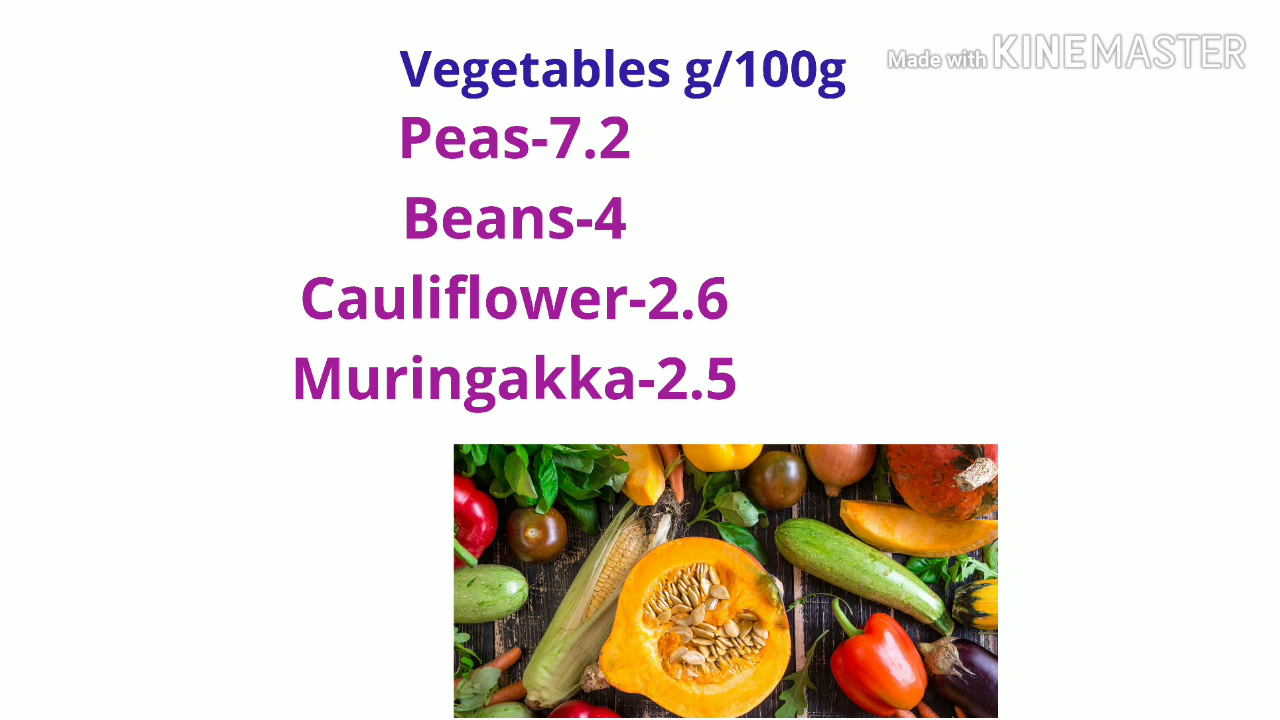 Vegetables g/100g
Made with KINEMASTER
Peas-7.2
Beans-4
Cauliflower-2.6
Muringakka-2.5